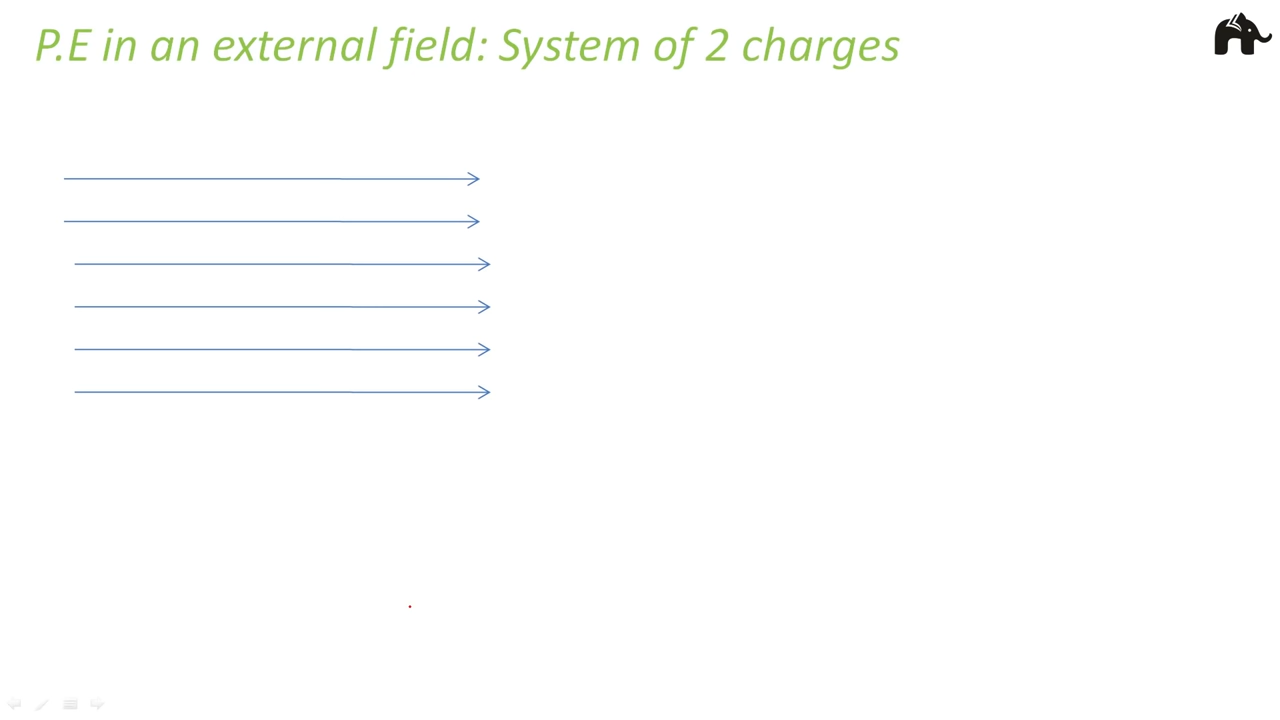 P.E in an external field: System of 2 charges